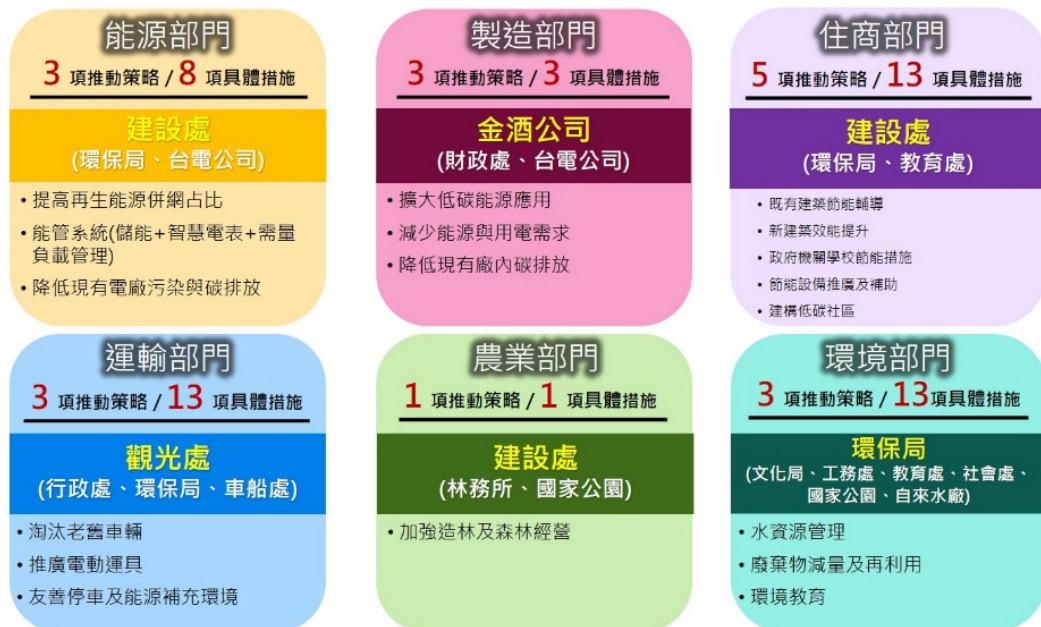 能源部門
3 項推動策略 / 8 項具體措施
建設處
(環保局、台電公司)
• 提高再生能源併網占比
• 能管系統(儲能+智慧電表+需量
負載管理)
• 降低現有電廠污染與碳排放
製造部門
3 項推動策略 / 3 項具體措施
金酒公司
(財政處、台電公司)
• 擴大低碳能源應用
• 減少能源與用電需求
• 降低現有廠內碳排放
住商部門
5 項推動策略 / 13 項具體措施
建設處
(環保局、教育處)
• 既有建築節能輔導
• 新建築效能提升
• 政府機關學校節能措施
• 節能設備推廣及補助
• 建構低碳社區
運輸部門
3 項推動策略 / 13 項具體措施
觀光處
(行政處、環保局、車船處)
• 淘汰老舊車輛
• 推廣電動運具
• 友善停車及能源補充環境
農業部門
1 項推動策略 / 1 項具體措施
建設處
(林務所、國家公園)
• 加強造林及森林經營
環境部門
3 項推動策略 / 13項具體措施
環保局
(文化局、工務處、教育處、社會處、
國家公園、自來水廠)
• 水資源管理
• 廢棄物減量及再利用
• 環境教育